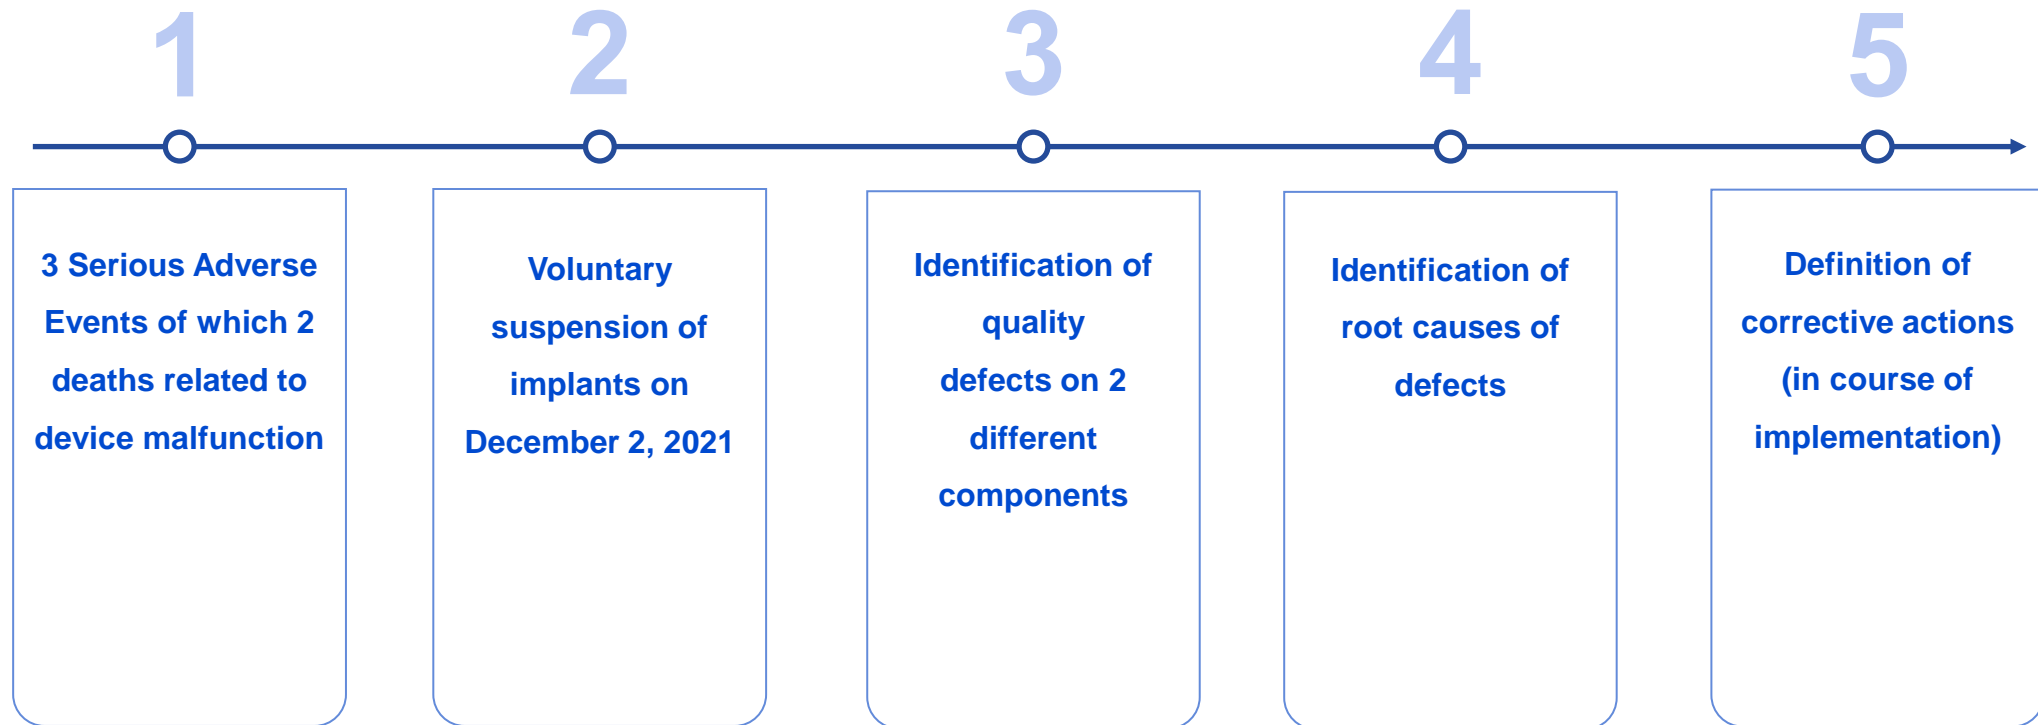 1
2
3
4
5
3 Serious Adverse
Events of which 2
deaths related to
device malfunction
Voluntary
suspension of
implants on
December 2, 2021
Identification of
quality
defects on 2
different
components
Identification of
root causes of
defects
Definition of
corrective actions
(in course of
implementation)